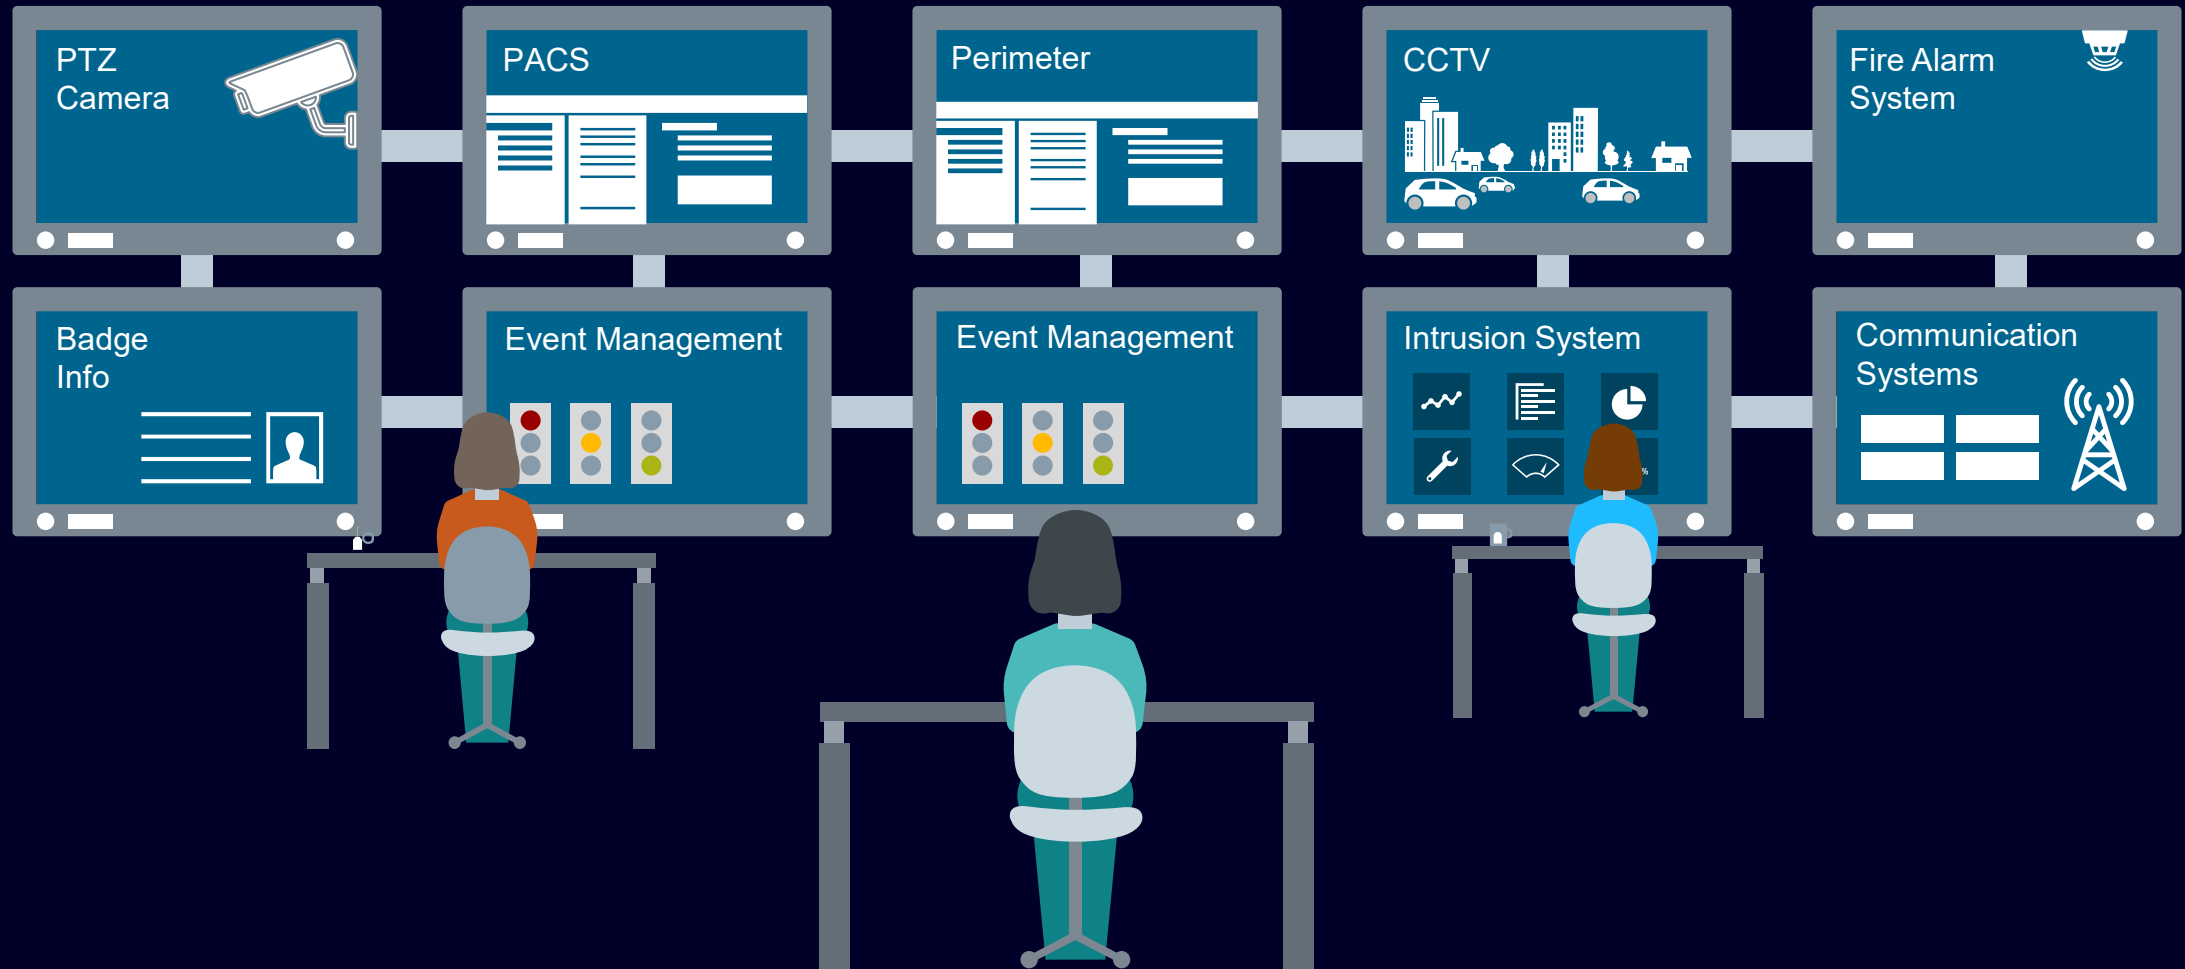 PTZ
Camera
PACS
Perimeter
CCTV
Fire Alarm
System
Badge
Info
Event Management
Event Management
Intrusion System
%
Communication
Systems